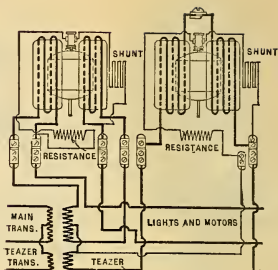 SHUNT
SHUNT
RESISTANCE
RESISTANCE
MAIN
TRANS.
LIGHTS AND MOTORS
TEAZER
TRANS.
TEAZER